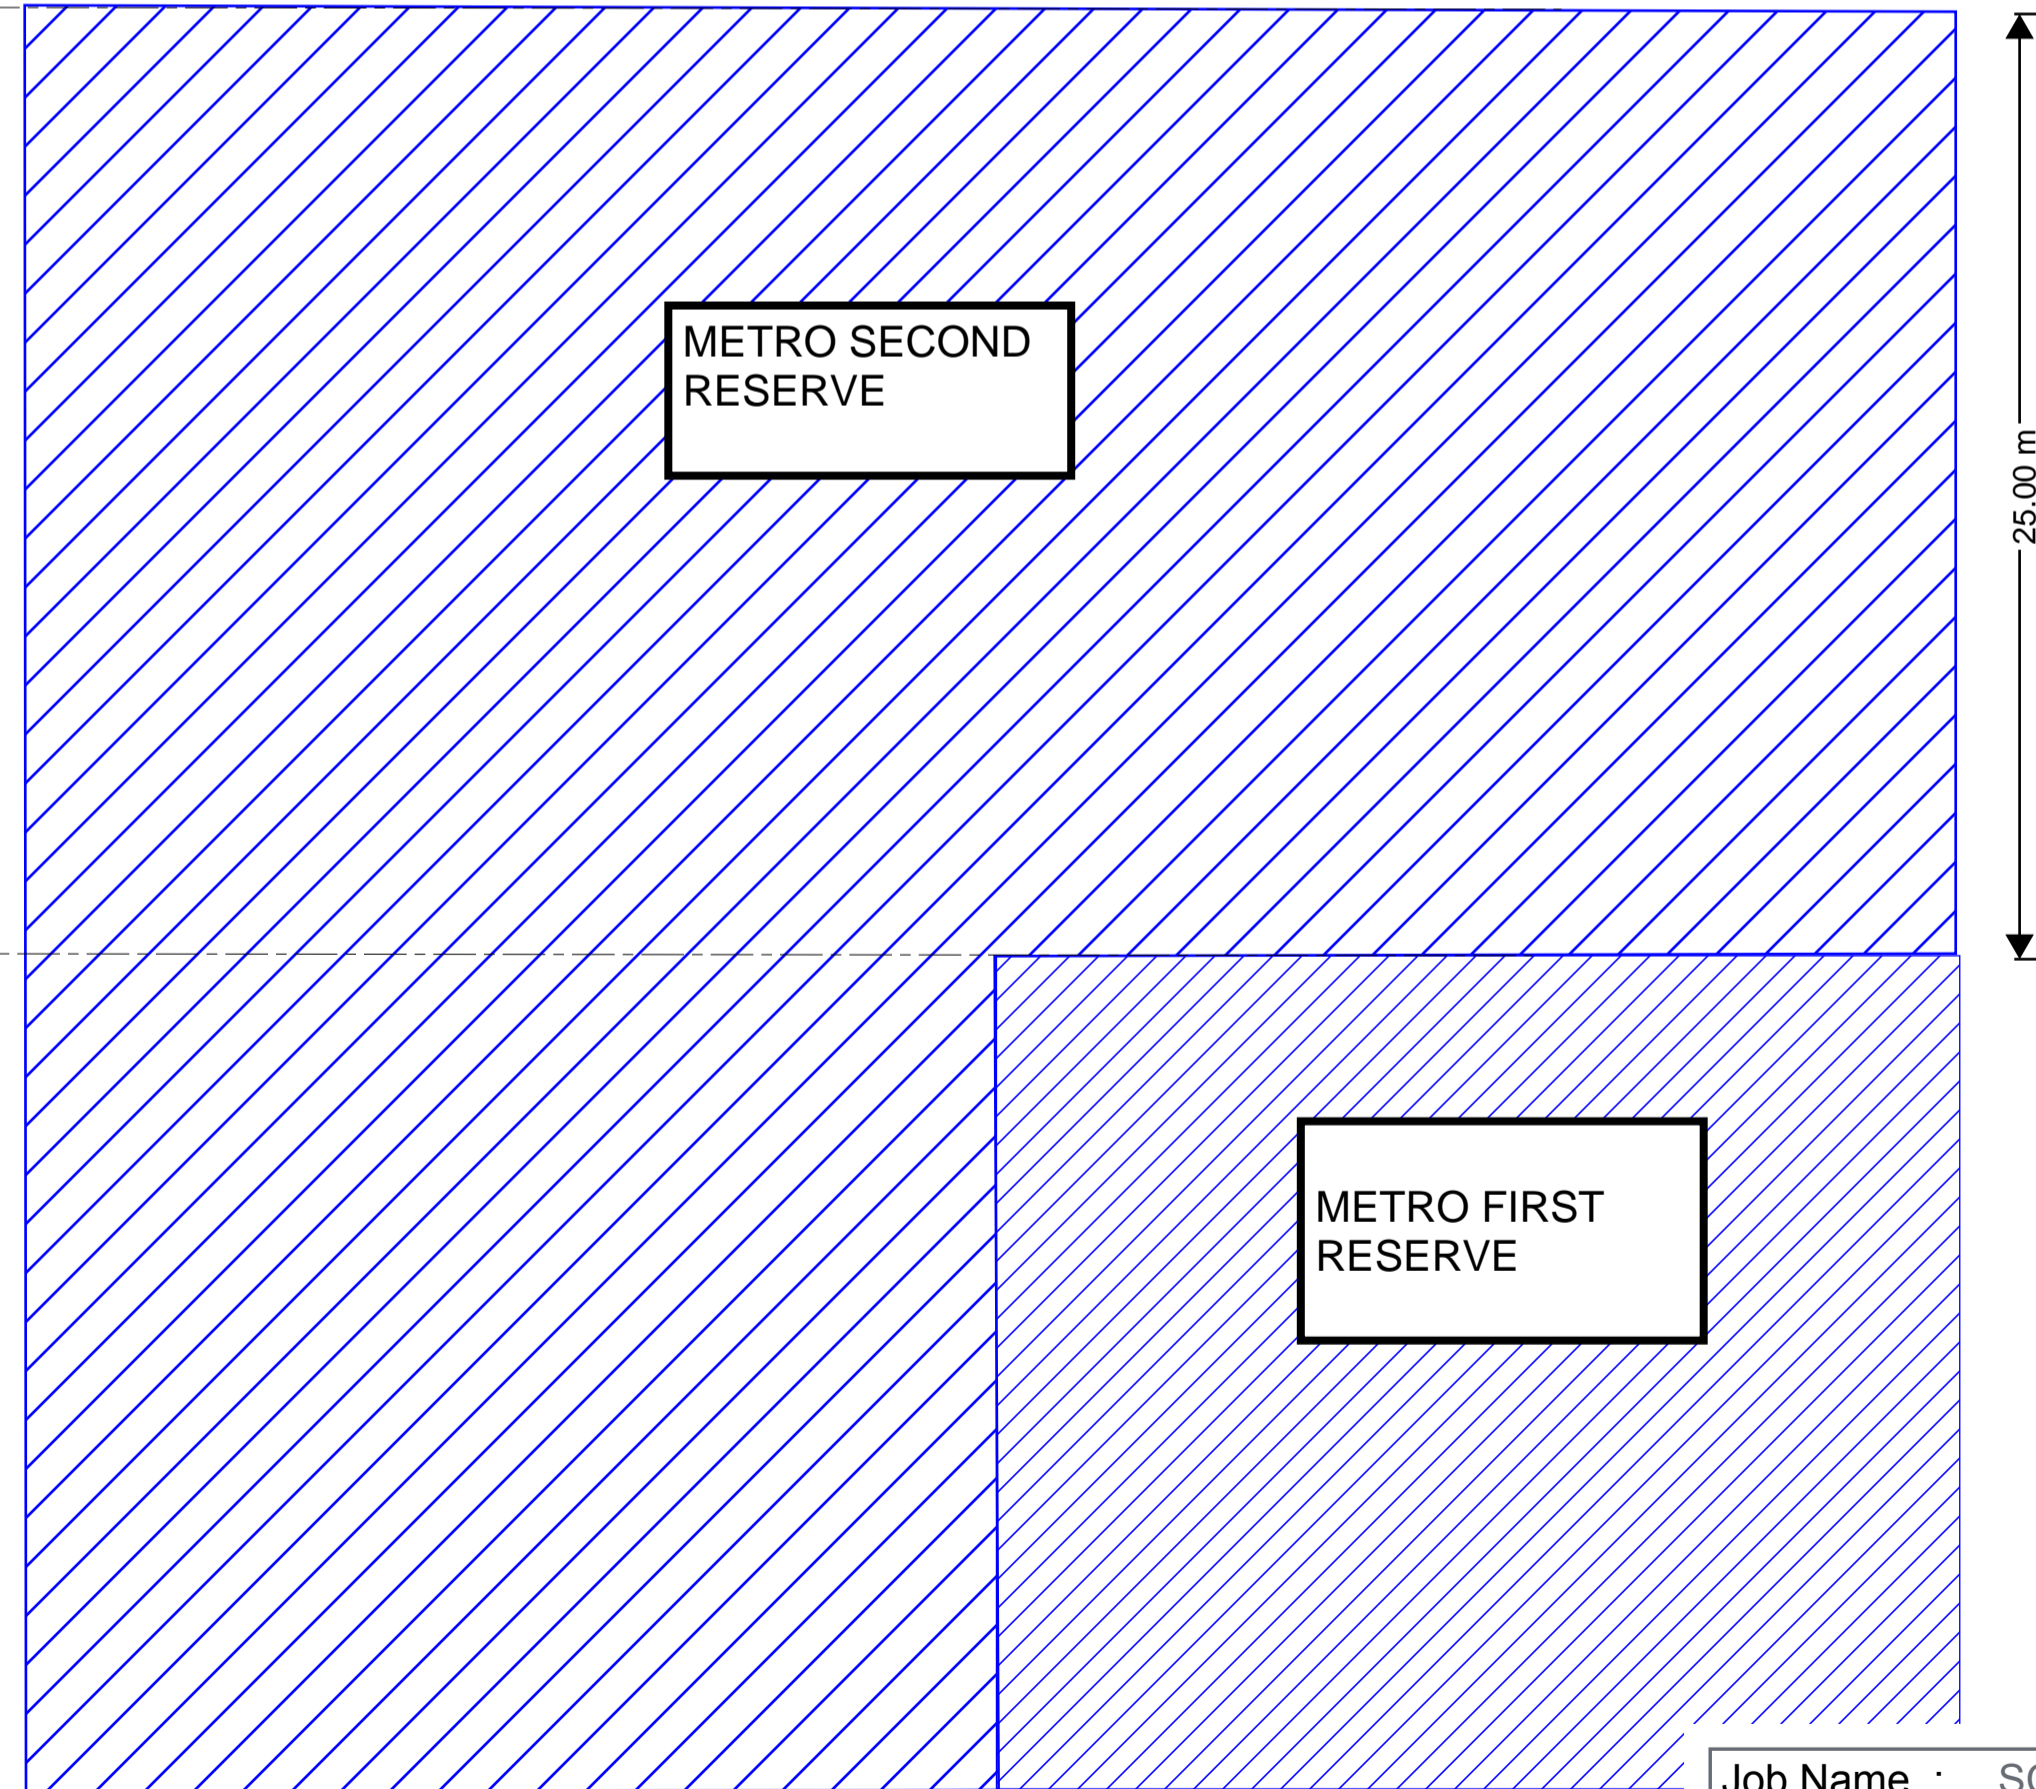 METRO SECOND
RESERVE
25.00 m
METRO FIRST
RESERVE
Job Name :